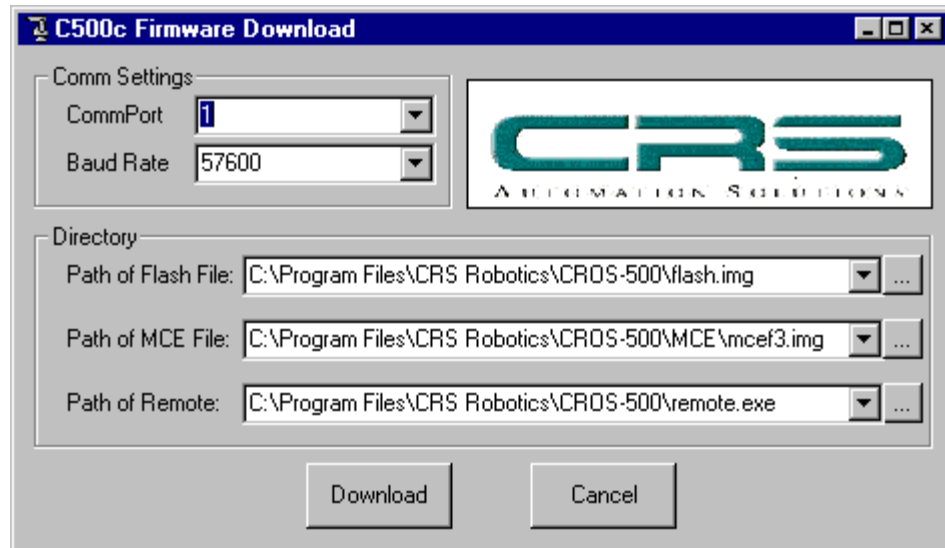 C500c Firmware Download
Comm Settings
CommPort 1
Baud Rate 57600
CRS
AUTOMATION SOLUTIONS
Directory
Path of Flash File: C:\Program Files\CRS Robotics\CROS-500\flash.img ...
Path of MCE File: C:\Program Files\CRS Robotics\CROS-500\MCE\mcef3.img ...
Path of Remote: C:\Program Files\CRS Robotics\CROS-500\remote.exe ...
Download Cancel